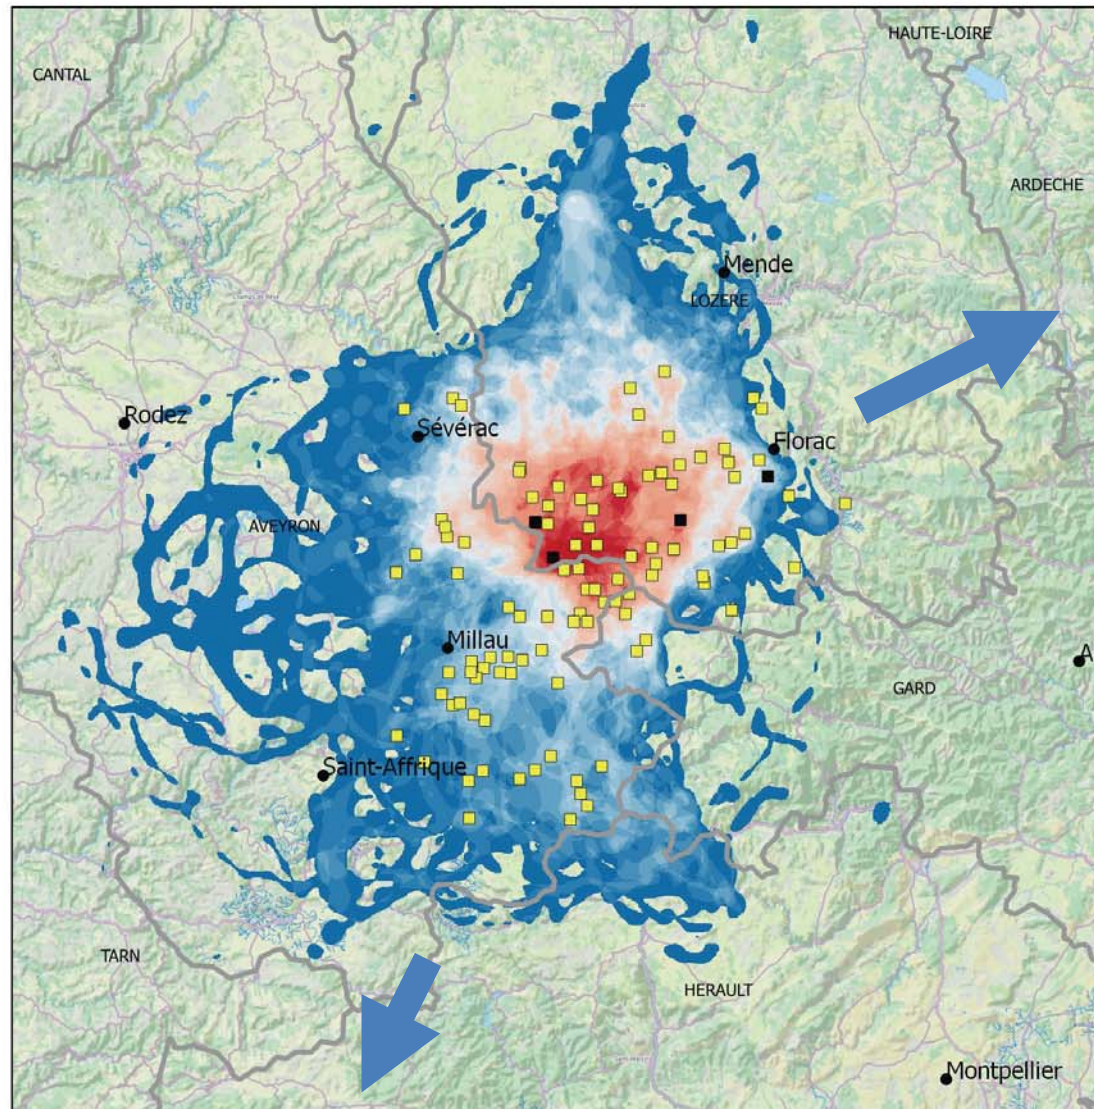 HAUTE-LOIRE
CANTAL
ARDECHE
Mende
LOZERE
Rodez
Sévérac
Florac
AVEYRON
Millau
A
GARD
Saint-Affrique
TARN
HERAULT
Montpellier